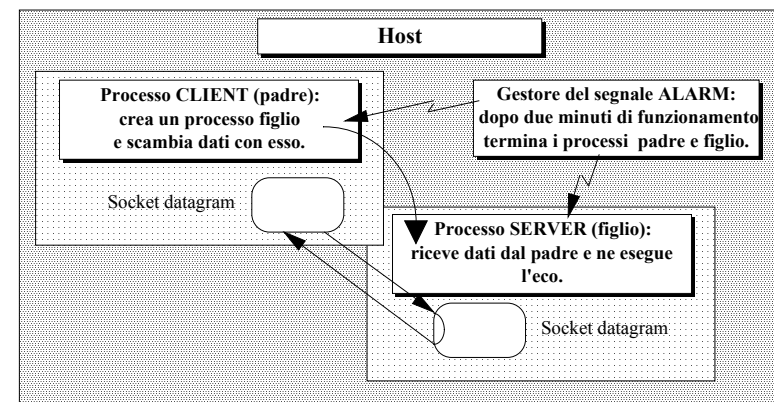 Host
Processo CLIENT (padre):
crea un processo figlio
e scambia dati con esso.
Gestore del segnale ALARM:
dopo due minuti di funzionamento
termina i processi padre e figlio.
Socket datagram
Processo SERVER (figlio):
riceve dati dal padre e ne esegue
l'eco.
Socket datagram